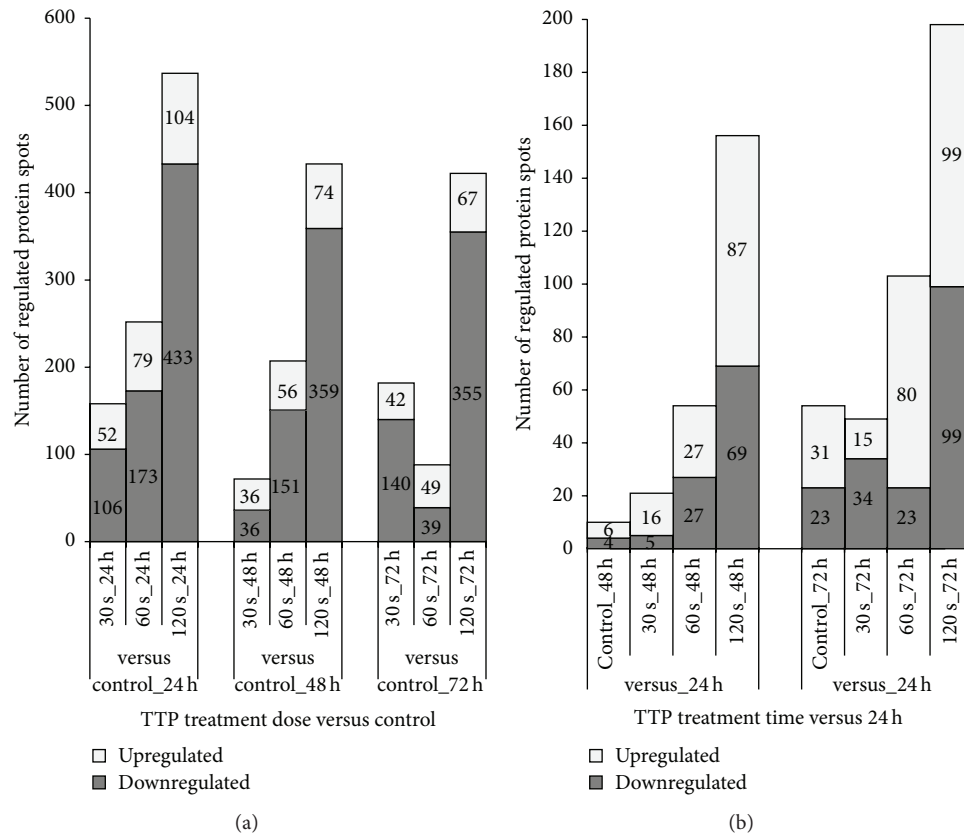 600
500
400
300
200
100
0
Number of regulated protein spots
52
106
79
173
104
433
36
36
56
151
74
359
42
140
49
39
67
355
30 s_24 h
60 s_24 h
120 s_24 h
30 s_48 h
60 s_48 h
120 s_48 h
30 s_72 h
60 s_72 h
120 s_72 h
versus
control_24 h
versus
control_48 h
versus
control_72 h
TTP treatment dose versus control
Upregulated
Downregulated
(a)
200
180
160
140
120
100
80
60
40
20
0
Number of regulated protein spots
6
4
16
5
27
27
87
69
31
23
15
34
80
23
99
99
Control_48 h
30 s_48 h
60 s_48 h
120 s_48 h
Control_72 h
30 s_72 h
60 s_72 h
120 s_72 h
versus_24 h
versus_24 h
TTP treatment time versus 24 h
Upregulated
Downregulated
(b)